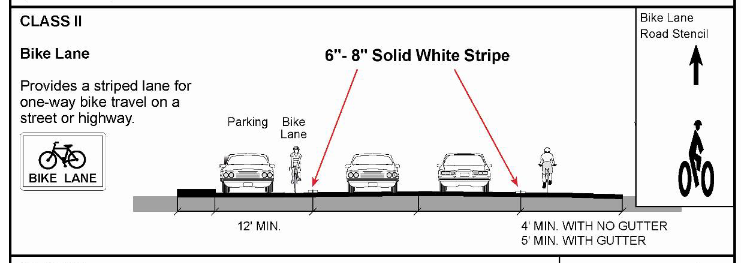 CLASS II
Bike Lane
Provides a striped lane for
one-way bike travel on a
street or highway.
BIKE LANE
6"- 8" Solid White Stripe
Parking
Bike
Lane
12' MIN.
4' MIN. WITH NO GUTTER
5' MIN. WITH GUTTER
Bike Lane
Road Stencil